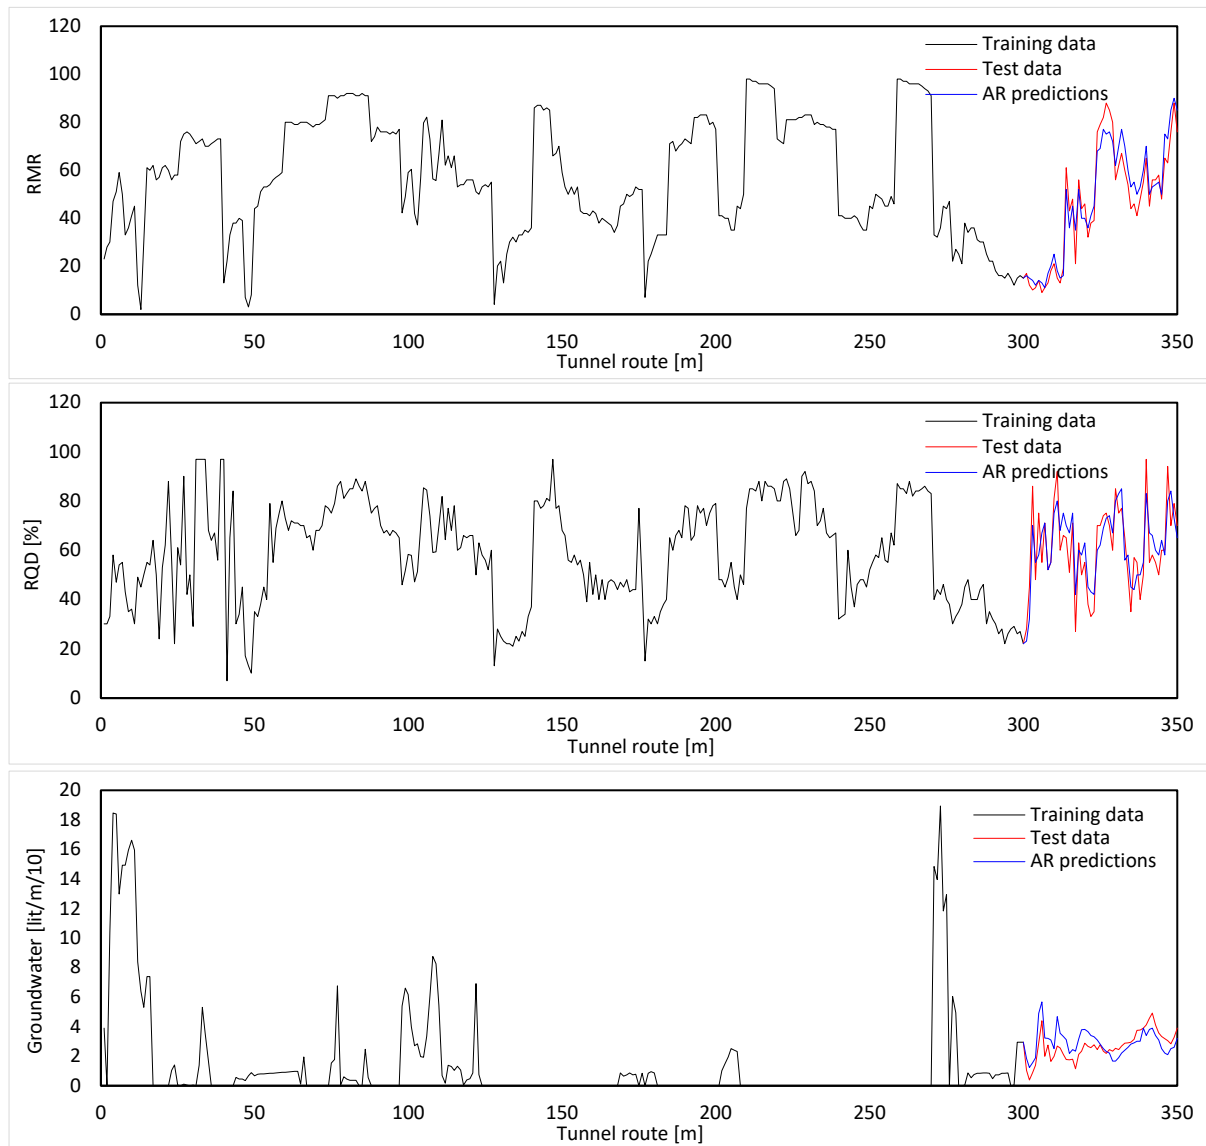 120
100
80
60
40
20
0
RMR
Training data
Test data
AR predictions
0 50 100 150 200 250 300 350
Tunnel route [m]
120
100
80
60
40
20
0
RQD [%]
Training data
Test data
AR predictions
0 50 100 150 200 250 300 350
Tunnel route [m]
20
18
16
14
12
10
8
6
4
2
0
Groundwater [lit/m/10]
Training data
Test data
AR predictions
0 50 100 150 200 250 300 350
Tunnel route [m]